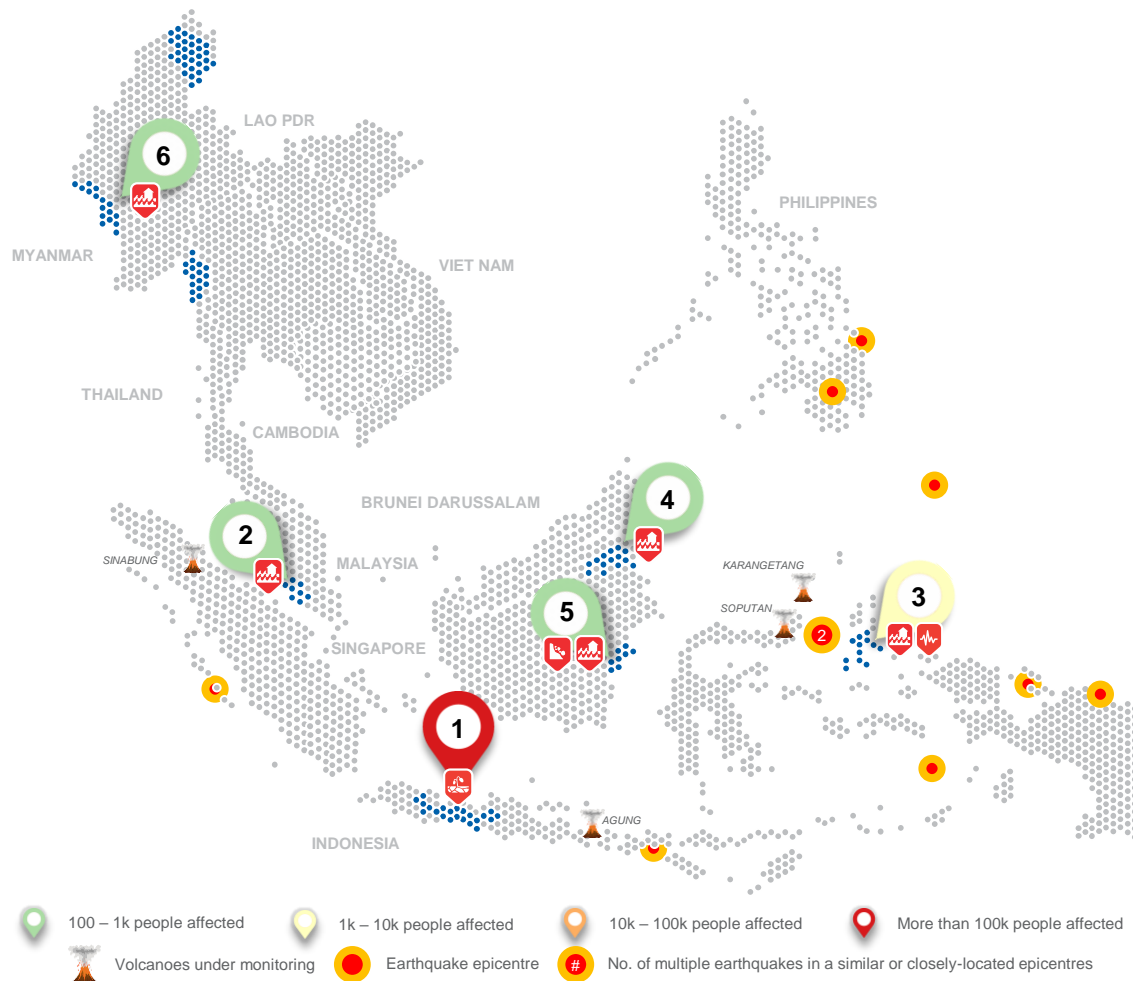 LAO PDR
6
PHILIPPINES
MYANMAR
VIET NAM
THAILAND
CAMBODIA
BRUNEI DARUSSALAM
4
2
SINABUNG
MALAYSIA
KARANGETANG
3
5
SOPUTAN
2
SINGAPORE
1
AGUNG
INDONESIA
100 – 1k people affected
1k – 10k people affected
10k – 100k people affected
More than 100k people affected
Volcanoes under monitoring
Earthquake epicentre
#
No. of multiple earthquakes in a similar or closely-located epicentres